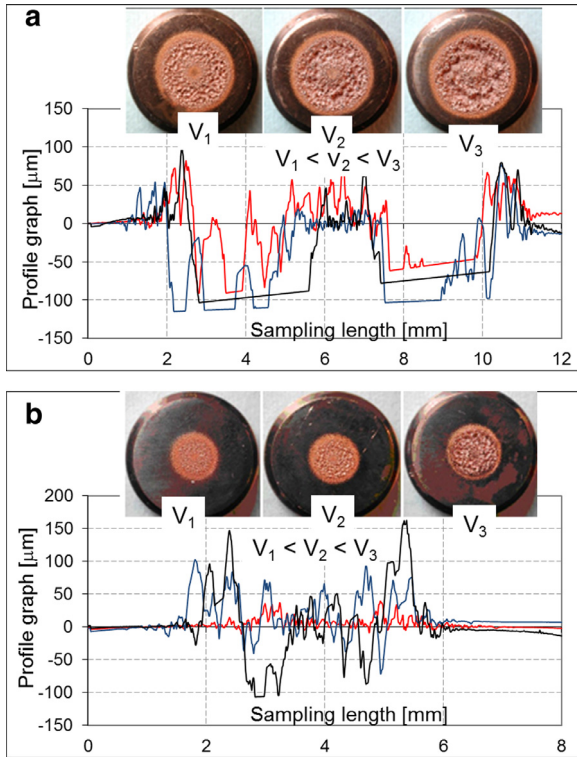 a
V1 V2 V3
V1 < V2 < V3
Profile graph [μm]
150
100
50
0
-50
-100
-150
Sampling length [mm]
0 2 4 6 8 10 12
b
V1 V2 V3
V1 < V2 < V3
Profile graph [μm]
200
150
100
50
0
-50
-100
-150
Sampling length [mm]
0 2 4 6 8